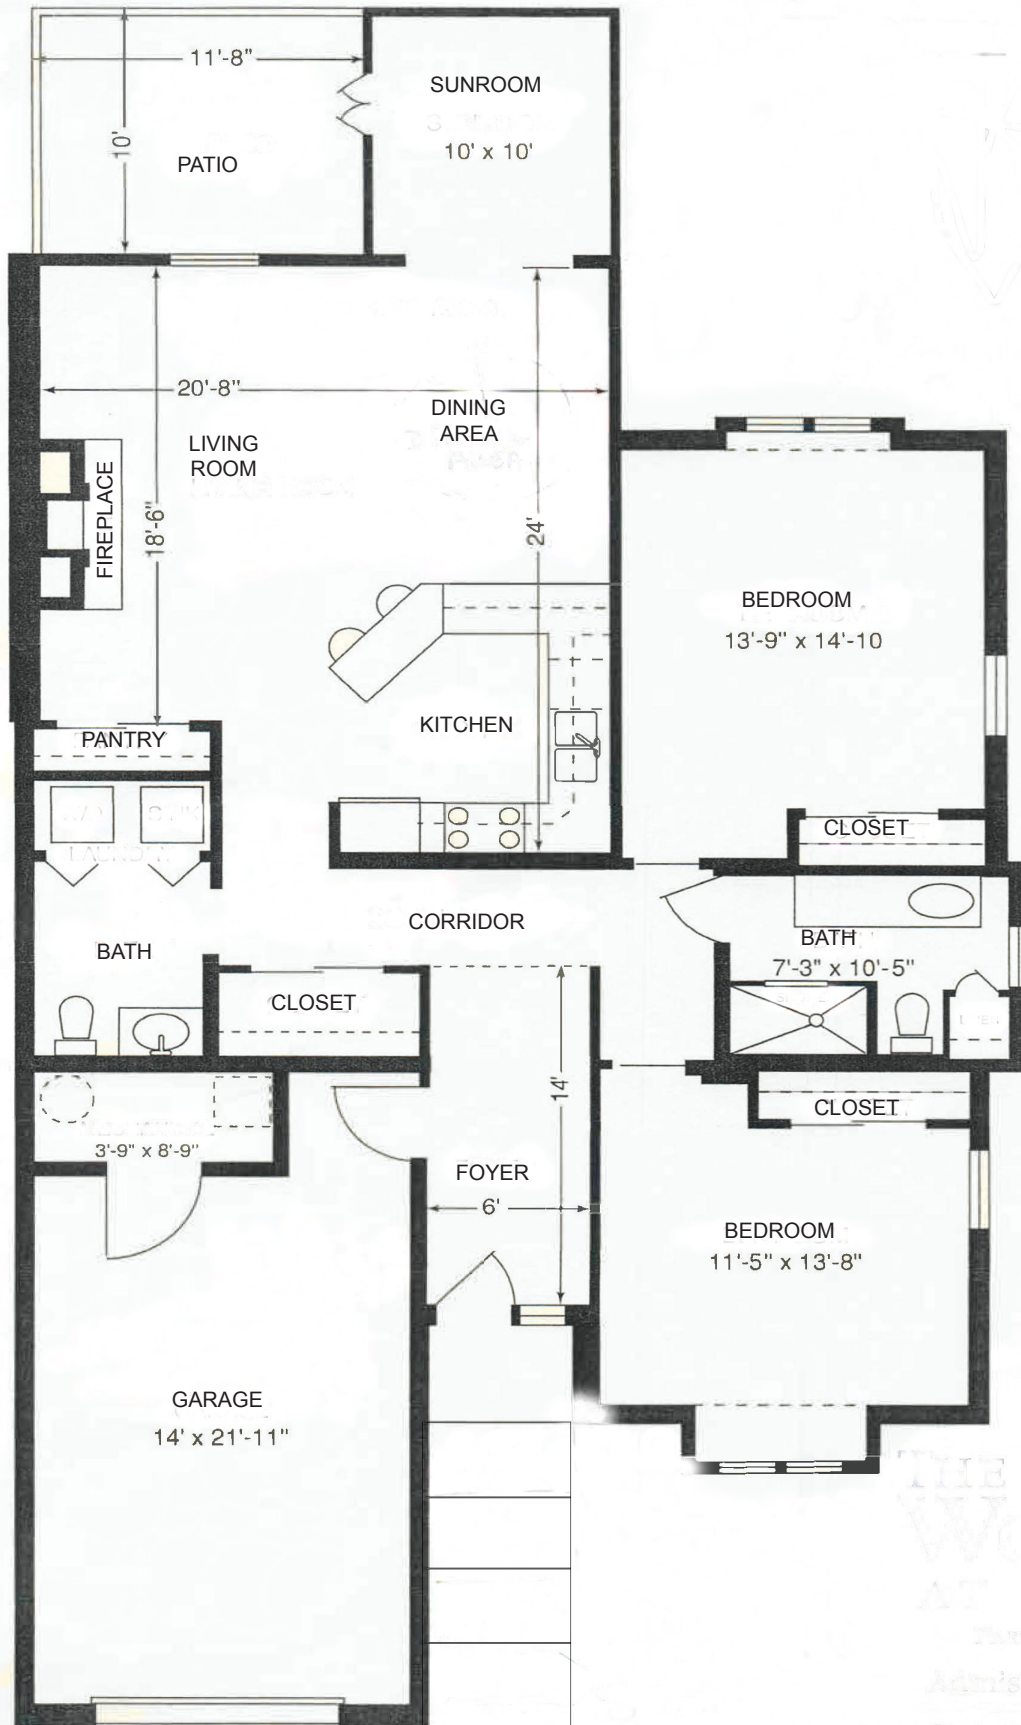 11'-8"
10'
PATIO
SUNROOM
10' x 10'
20'-8"
LIVING
ROOM
DINING
AREA
18'-6"
24'
FIREPLACE
BEDROOM
13'-9" x 14'-10
KITCHEN
PANTRY
CLOSET
CORRIDOR
BATH
BATH
7'-3" x 10'-5"
CLOSET
14'
CLOSET
3'-9" x 8'-9"
FOYER
6'
BEDROOM
11'-5" x 13'-8"
GARAGE
14' x 21'-11"
THE
AT